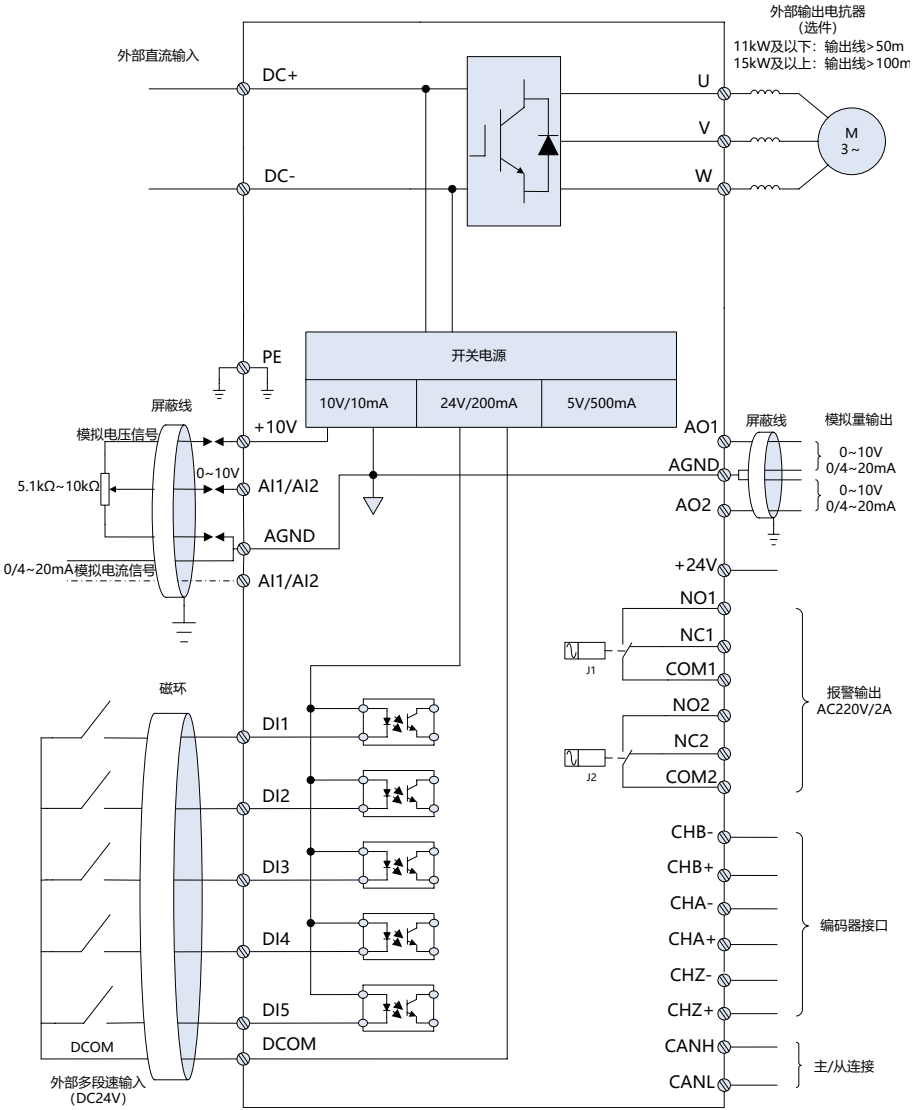 外部输出电抗器
(选件)
11kW及以下：输出线>50m
15kW及以上：输出线>100m
外部直流输入
DC+
DC-
U
V
W
M
3~
开关电源
10V/10mA
24V/200mA
5V/500mA
PE
屏蔽线
模拟电压信号
+10V
0~10V
5.1kΩ~10kΩ
AI1/AI2
AGND
0/4~20mA模拟电流信号
AI1/AI2
AO1
屏蔽线
模拟量输出
AGND
0~10V
0/4~20mA
0~10V
0/4~20mA
AO2
+24V
NO1
NC1
J1
COM1
NO2
NC2
J2
COM2
报警输出
AC220V/2A
磁环
DI1
DI2
DI3
DI4
DI5
DCOM
DCOM
外部多段速输入
(DC24V)
CHB-
CHB+
CHA-
CHA+
CHZ-
CHZ+
编码器接口
CANH
CANL
主/从连接